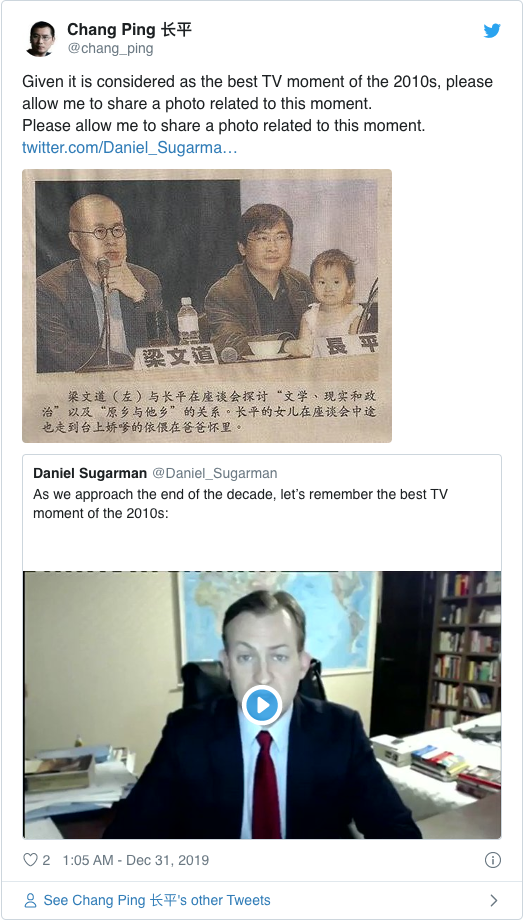 Chang Ping 长平
@chang_ping
Given it is considered as the best TV moment of the 2010s, please
allow me to share a photo related to this moment.
Please allow me to share a photo related to this moment.
twitter.com/Daniel_Sugarma…
梁文道
長 平
梁文道（左）与长平在座谈会探讨“文学、现实和政
治”以及“原乡与他乡”的关系。长平的女儿在座谈会中途
也走到台上娇嗲的依偎在爸爸怀里。
Daniel Sugarman @Daniel_Sugarman
As we approach the end of the decade, let’s remember the best TV
moment of the 2010s:
2 1:05 AM - Dec 31, 2019
See Chang Ping 长平's other Tweets